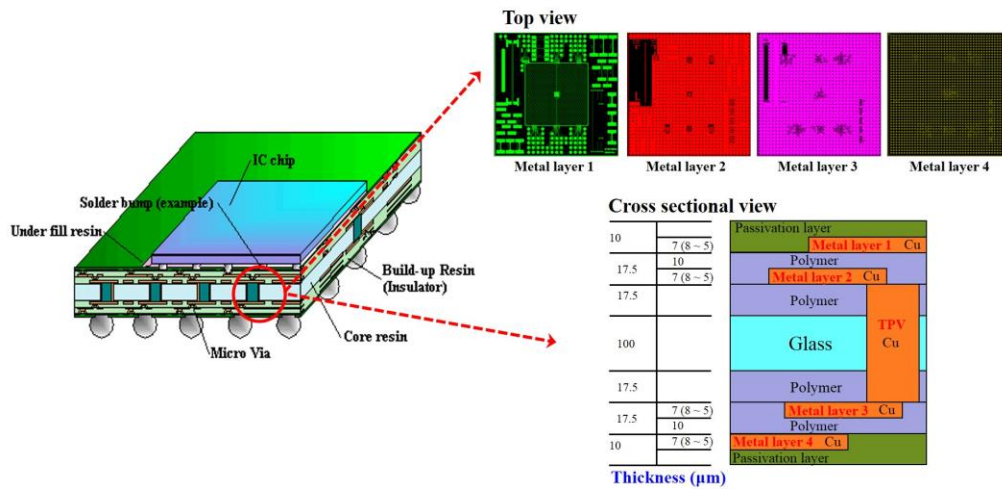 Top view
Metal layer 1
Metal layer 2
Metal layer 3
Metal layer 4
IC chip
Solder bump (example)
Under fill resin
Build-up Resin
(Insulator)
Core resin
Micro Via
Cross sectional view
10
7 (8 ~ 5)
Passivation layer
Metal layer 1 Cu
17.5
10
7 (8 ~ 5)
Polymer
Metal layer 2 Cu
17.5
Polymer
TPV
Cu
100
Glass
17.5
Polymer
17.5
7 (8 ~ 5)
10
Metal layer 3 Cu
Polymer
10
7 (8 ~ 5)
Metal layer 4 Cu
Passivation layer
Thickness (μm)